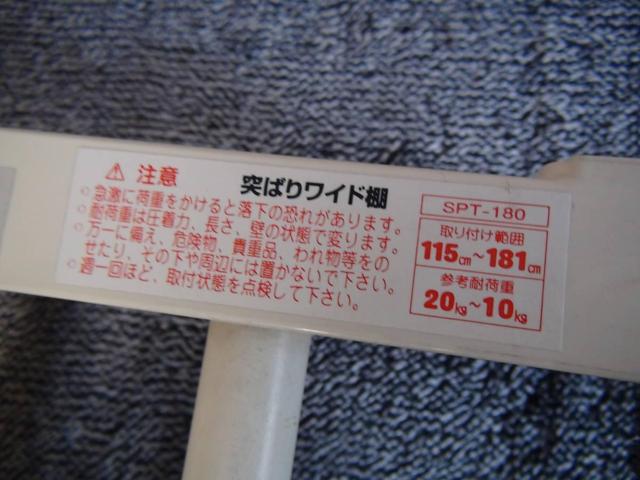 ⚠ 注意 突ぱりワイド棚
○急激に荷重をかけると落下の恐れがあります。
○耐荷重は圧着力、長さ、壁の状態で変ります。
○万一に備え、危険物、貴重品、われ物等をの
せたり、その下や周辺には置かないで下さい。
○週一回ほど、取付状態を点検して下さい。
SPT-180
取り付け範囲
115cm～181cm
参考耐荷重
20kg～10kg